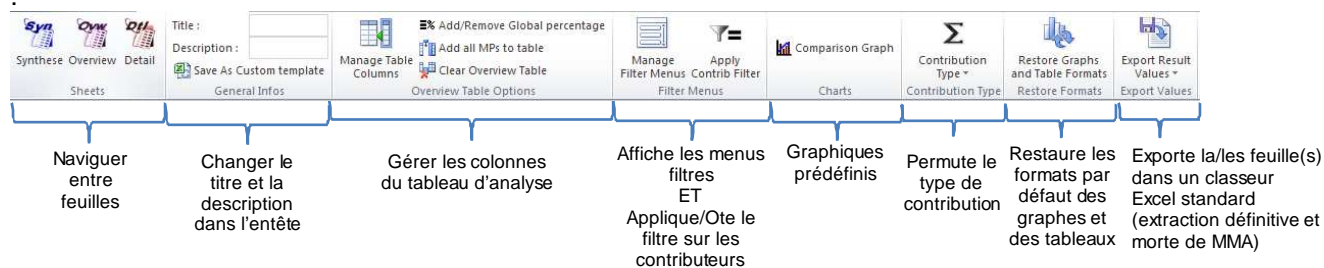 :
Syn Ovw Dtl
Synthese Overview Detail
Sheets
Title :
Description :
Save As Custom template
General Infos
Manage Table
Columns
Add/Remove Global percentage
Add all MPs to table
Clear Overview Table
Overview Table Options
Manage
Filter Menus
Apply
Contrib Filter
Filter Menus
Comparison Graph
Charts
Σ
Contribution
Type
Contribution Type
Restore Graphs
and Table Formats
Restore Formats
Export Result
Values
Export Values
Naviguer
entre
feuilles
Changer le
titre et la
description
dans l'entête
Gérer les colonnes
du tableau d'analyse
Affiche les menus
filtres
ET
Applique/Ote le
filtre sur les
contributeurs
Graphiques
prédéfinis
Permute le
type de
contribution
Restaure les
formats par
défaut des
graphes et
des tableaux
Exporte la/les feuille(s)
dans un classeur
Excel standard
(extraction définitive et
morte de MMA)